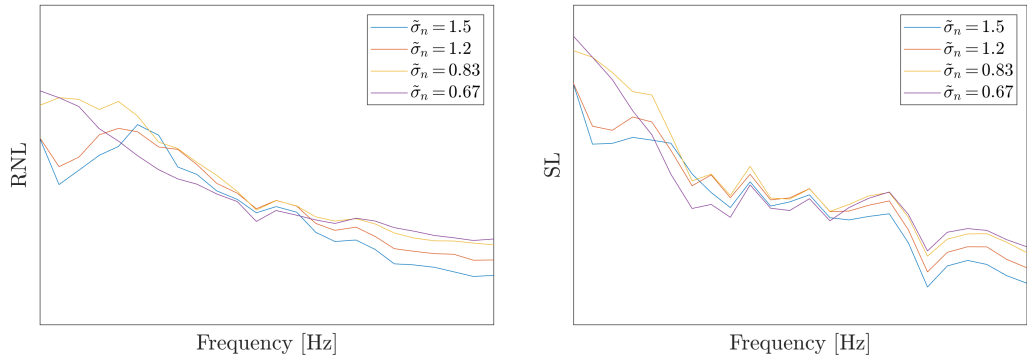 RNL
σ̃ₙ = 1.5
σ̃ₙ = 1.2
σ̃ₙ = 0.83
σ̃ₙ = 0.67
Frequency [Hz]
SL
σ̃ₙ = 1.5
σ̃ₙ = 1.2
σ̃ₙ = 0.83
σ̃ₙ = 0.67
Frequency [Hz]